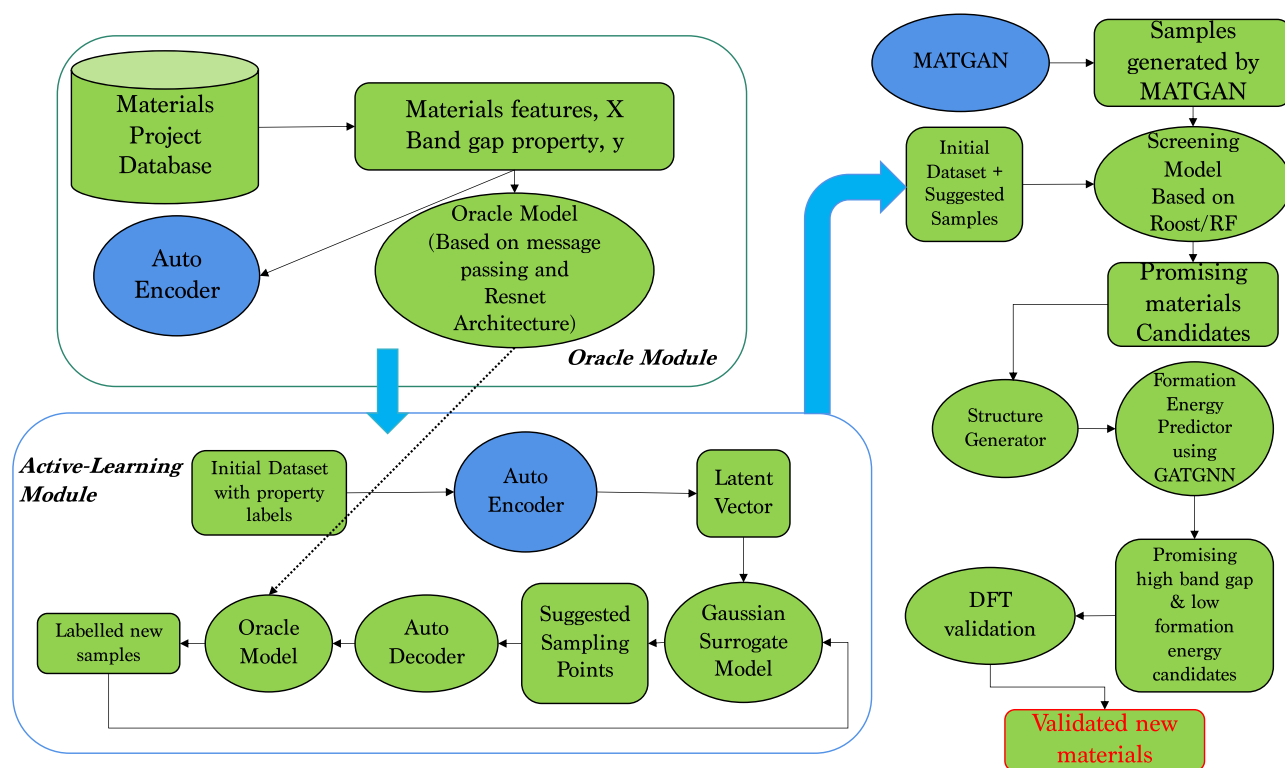 Materials
Project
Database
Materials features, X
Band gap property, y
Auto
Encoder
Oracle Model
(Based on message
passing and
Resnet
Architecture)
Oracle Module
Active-Learning
Module
Initial Dataset
with property
labels
Auto
Encoder
Latent
Vector
Labelled new
samples
Oracle
Model
Auto
Decoder
Suggested
Sampling
Points
Gaussian
Surrogate
Model
MATGAN
Samples
generated by
MATGAN
Initial
Dataset +
Suggested
Samples
Screening
Model
Based on
Roost/RF
Promising
materials
Candidates
Structure
Generator
Formation
Energy
Predictor
using
GATGNN
DFT
validation
Promising
high band gap
& low
formation
energy
candidates
Validated new
materials